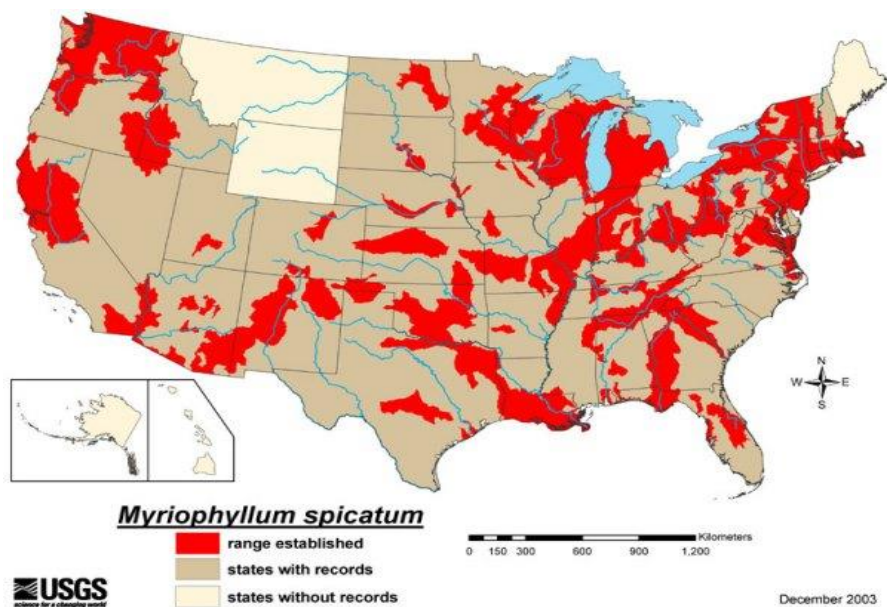 N
W E
S
Myriophyllum spicatum
range established
states with records
states without records
Kilometers
0 150 300 600 900 1,200
USGS
science for a changing world
December 2003